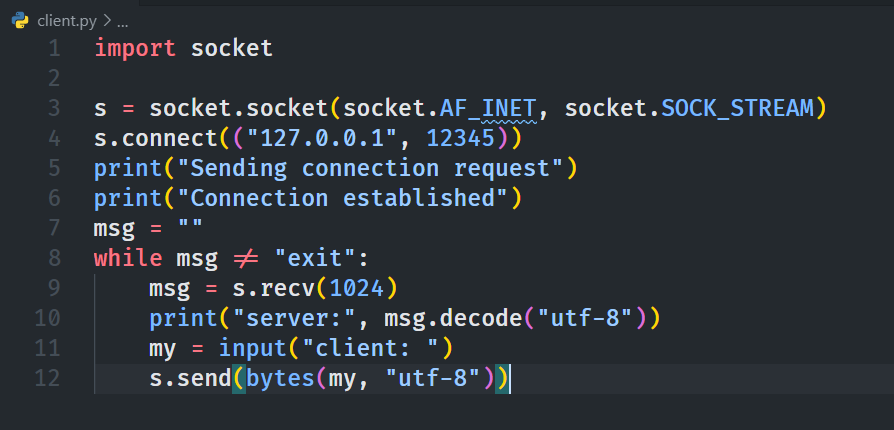 client.py > ...
1 import socket
2
3 s = socket.socket(socket.AF_INET, socket.SOCK_STREAM)
4 s.connect(("127.0.0.1", 12345))
5 print("Sending connection request")
6 print("Connection established")
7 msg = ""
8 while msg != "exit":
9     msg = s.recv(1024)
10     print("server:", msg.decode("utf-8"))
11     my = input("client: ")
12     s.send(bytes(my, "utf-8"))